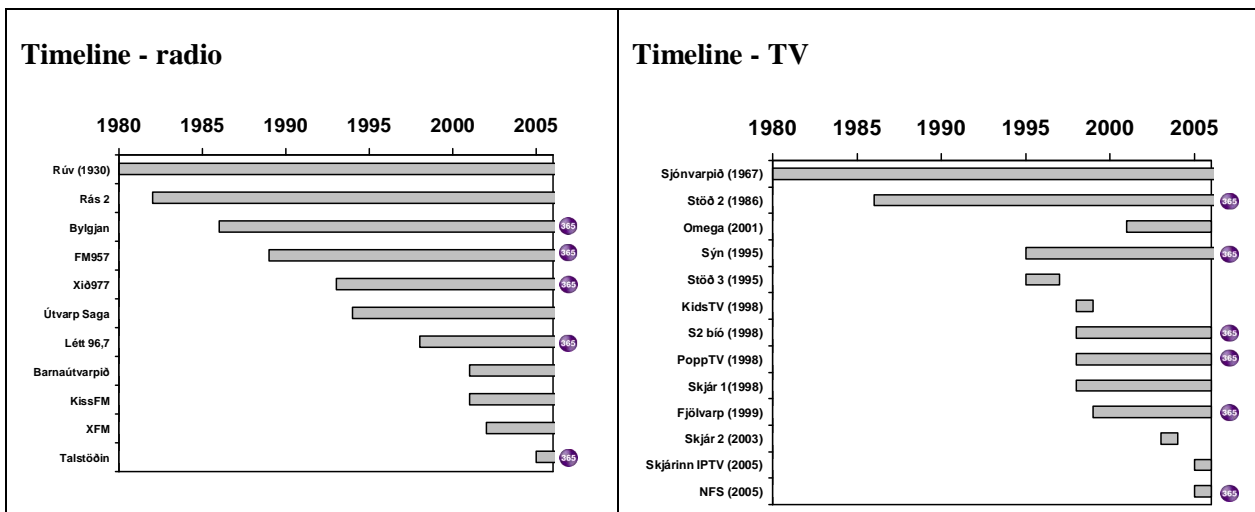 Timeline - radio
1980 1985 1990 1995 2000 2005
Rúv (1930)
Rás 2
Bylgjan 365
FM957 365
Xið977 365
Útvarp Saga
Létt 96,7 365
Barnaútvarpið
KissFM
XFM
Talstöðin 365
Timeline - TV
1980 1985 1990 1995 2000 2005
Sjónvarpið (1967)
Stöð 2 (1986) 365
Omega (2001)
Sýn (1995) 365
Stöð 3 (1995)
KidsTV (1998)
S2 bíó (1998) 365
PoppTV (1998) 365
Skjár 1(1998)
Fjölvarp (1999) 365
Skjár 2 (2003)
Skjárinn IPTV (2005)
NFS (2005) 365